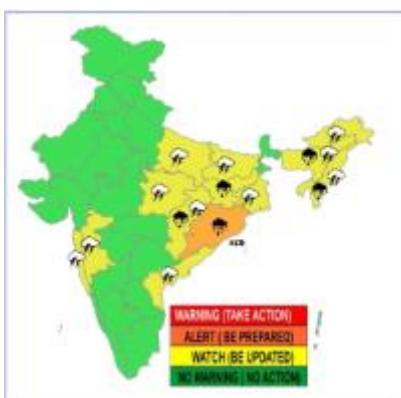 WARNING (TAKE ACTION)
ALERT ( BE PREPARED)
WATCH (BE UPDATED)
NO WARNING ( NO ACTION)